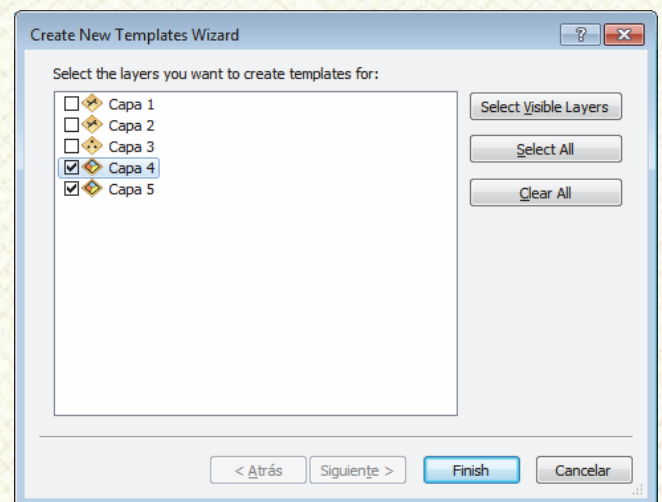 Create New Templates Wizard
Select the layers you want to create templates for:
Capa 1
Capa 2
Capa 3
Capa 4
Capa 5
Select Visible Layers
Select All
Clear All
< Atrás
Siguiente >
Finish
Cancelar